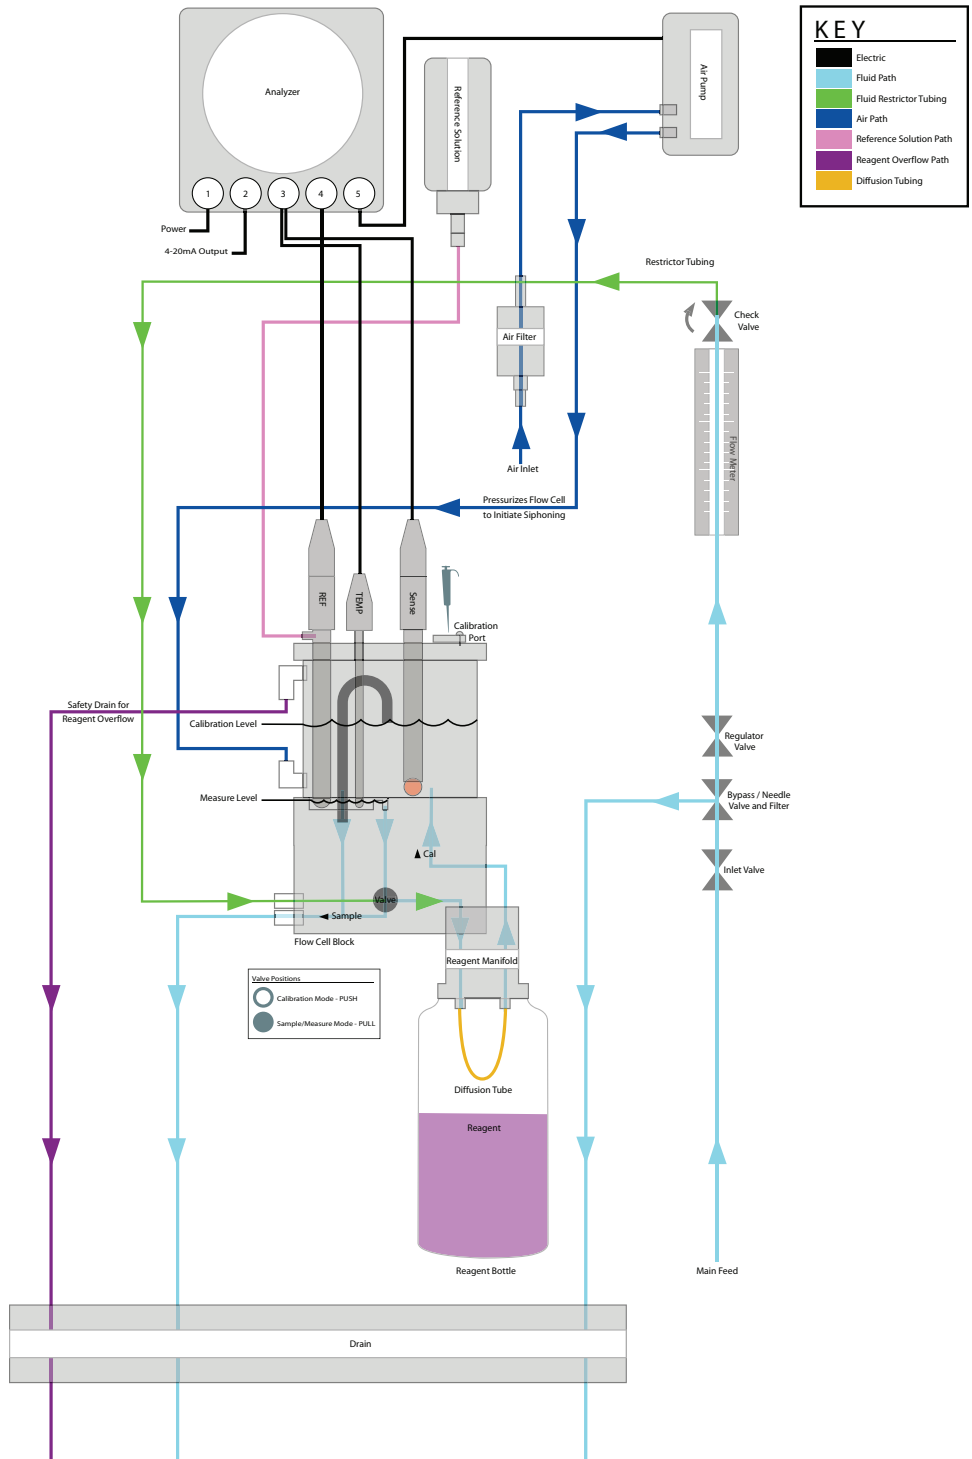 KEY
Electric
Fluid Path
Fluid Restrictor Tubing
Air Path
Reference Solution Path
Reagent Overflow Path
Diffusion Tubing
Analyzer
1
2
3
4
5
Power
4-20mA Output
Reference Solution
Air Pump
Restrictor Tubing
Check
Valve
Air Filter
Air Inlet
Flow Meter
Pressurizes Flow Cell
to Initiate Siphoning
REF
TEMP
Sense
Calibration
Port
Safety Drain for
Reagent Overflow
Calibration Level
Measure Level
Regulator
Valve
Bypass / Needle
Valve and Filter
Inlet Valve
Cal
Valve
Sample
Flow Cell Block
Reagent Manifold
Valve Positions
Calibration Mode - PUSH
Sample/Measure Mode - PULL
Diffusion Tube
Reagent
Reagent Bottle
Main Feed
Drain